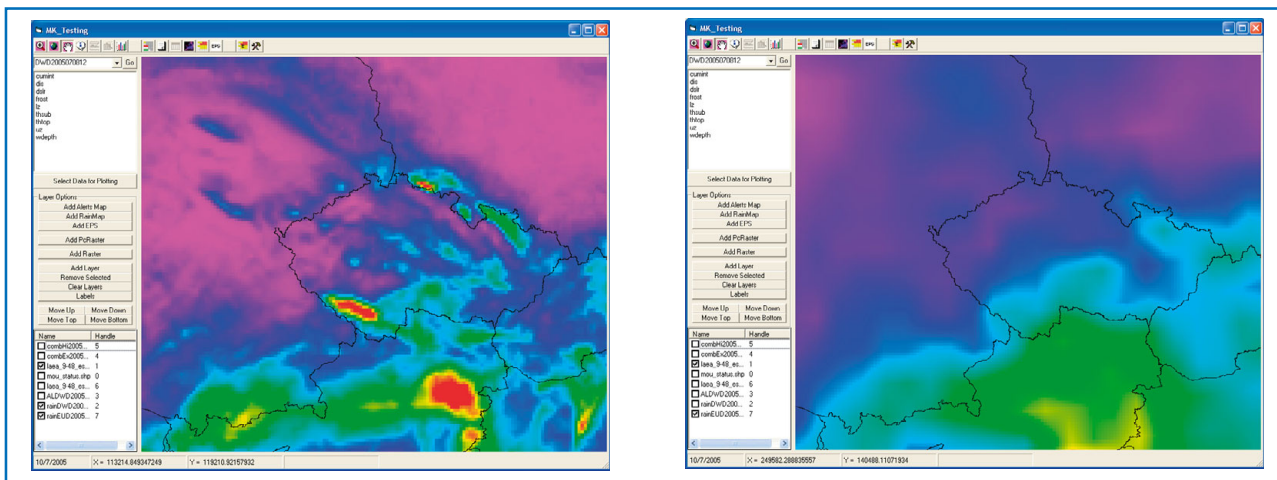 MK_Testing
EPS
DWD2005070812 Go
cumint
dis
dslr
frost
lz
thsub
thtop
uz
wdepth
Select Data for Plotting
Layer Options
Add Alerts Map
Add RainMap
Add EPS
Add PcRaster
Add Raster
Add Layer
Remove Selected
Clear Layers
Labels
Move Up Move Down
Move Top Move Bottom
Name Handle
combHi2005... 5
combEx2005... 4
laea_9-48_es... 1
mou_status.shp 0
laea_9-48_es... 6
ALDWD2005... 3
rainDWD200... 2
rainEUD2005... 7
10/7/2005 X = 113214.849347249 Y = 119210.92157932
MK_Testing
EPS
DWD2005070812 Go
cumint
dis
dslr
frost
lz
thsub
thtop
uz
wdepth
Select Data for Plotting
Layer Options
Add Alerts Map
Add RainMap
Add EPS
Add PcRaster
Add Raster
Add Layer
Remove Selected
Clear Layers
Labels
Move Up Move Down
Move Top Move Bottom
Name Handle
combHi2005... 5
combEx2005... 4
laea_9-48_es... 1
mou_status.shp 0
laea_9-48_es... 6
ALDWD2005... 3
rainDWD200... 2
rainEUD2005... 7
10/7/2005 X = 249582.288835557 Y = 140488.11071934